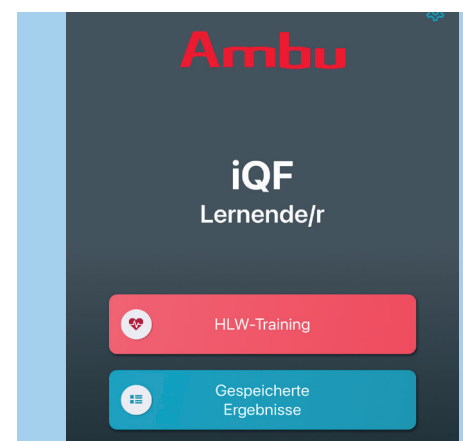 Ambu
iQF
Lernende/r
HLW-Training
Gespeicherte
Ergebnisse